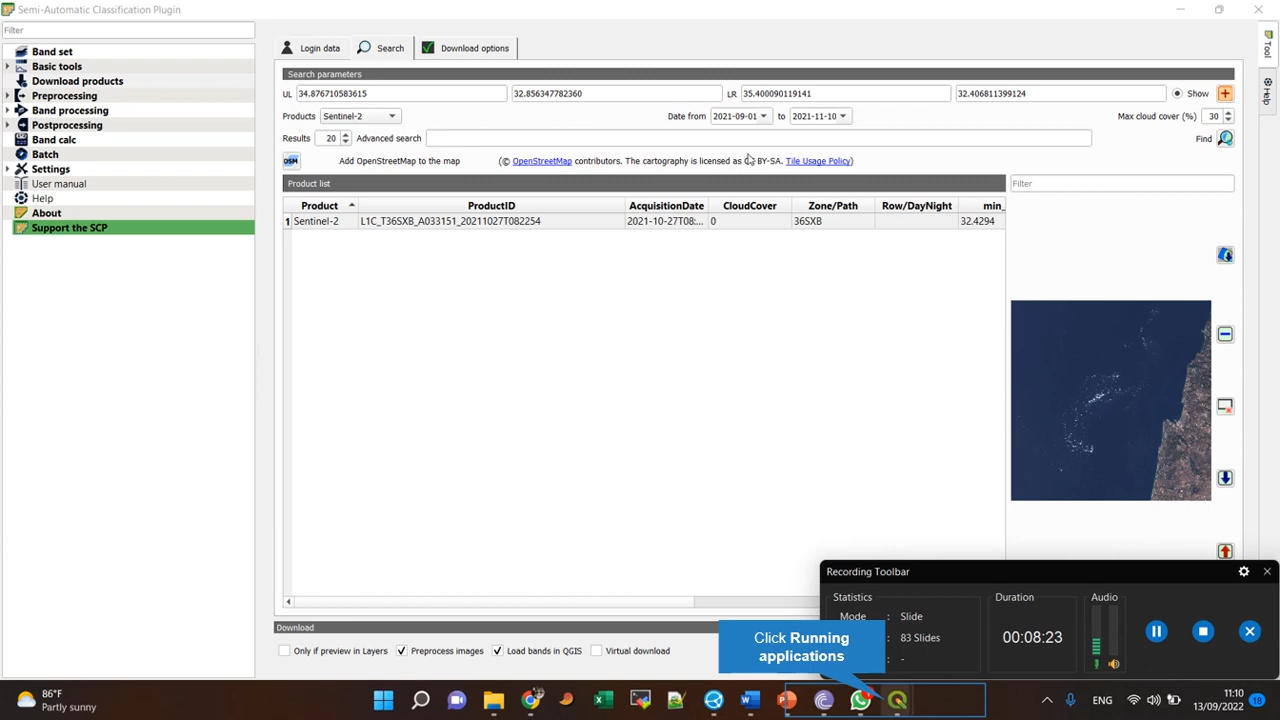 Semi-Automatic Classification Plugin
Filter
Band set
Basic tools
Download products
Preprocessing
Band processing
Postprocessing
Band calc
Batch
Settings
User manual
Help
About
Support the SCP
Login data Search Download options
Search parameters
UL 34.876710583615 32.856347782360 LR 35.400090119141 32.406811399124 Show
Products Sentinel-2 Date from 2021-09-01 to 2021-11-10 Max cloud cover (%) 30
Results 20 Advanced search Find
OSM Add OpenStreetMap to the map (© OpenStreetMap contributors. The cartography is licensed as BY-SA. Tile Usage Policy)
Product list Filter
Product ProductID AcquisitionDate CloudCover Zone/Path Row/DayNight min_
1 Sentinel-2 L1C_T36SXB_A033151_20211027T082254 2021-10-27T08:... 0 36SXB 32.4294
Tool
Help
Download
Only if preview in Layers Preprocess images Load bands in QGIS Virtual download
Recording Toolbar
Statistics Duration Audio
Mode : Slide
: 83 Slides
: -
00:08:23
Click Running
applications
86°F
Partly sunny
ENG
11:10
13/09/2022
18